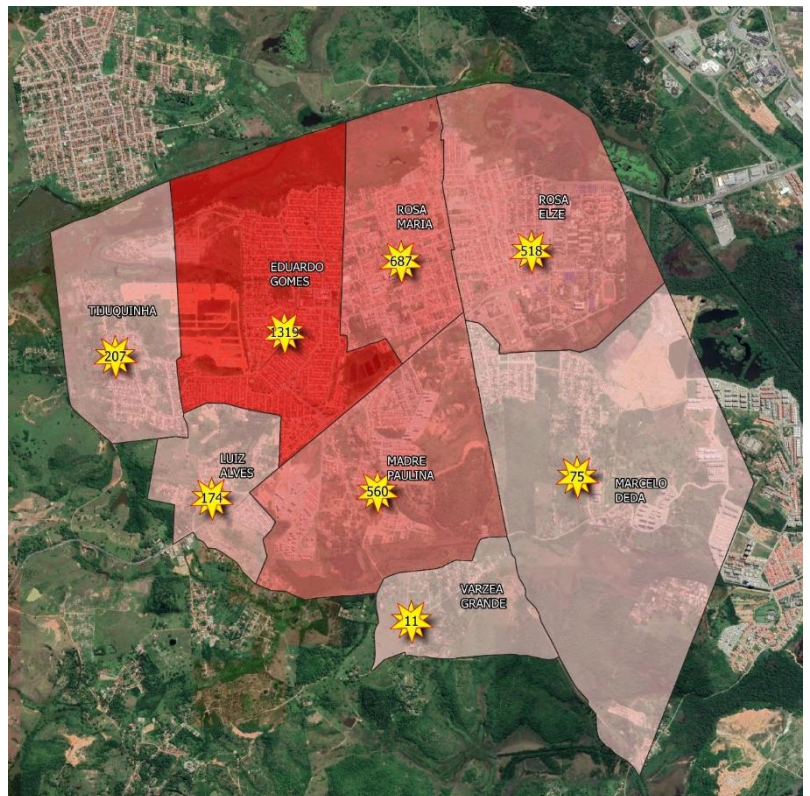 ROSA
ELZE
518
ROSA
MARIA
687
EDUARDO
GOMES
1319
TIJUQUINHA
207
LUIZ
ALVES
174
MADRE
PAULINA
560
75
MARCELO
DEDA
VARZEA
GRANDE
11